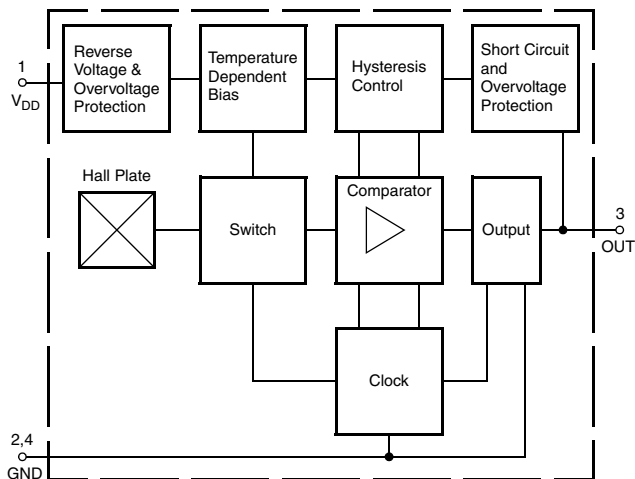 1
V_DD
Reverse
Voltage &
Overvoltage
Protection
Temperature
Dependent
Bias
Hysteresis
Control
Short Circuit
and
Overvoltage
Protection
Hall Plate
Switch
Comparator
Output
3
OUT
Clock
2,4
GND